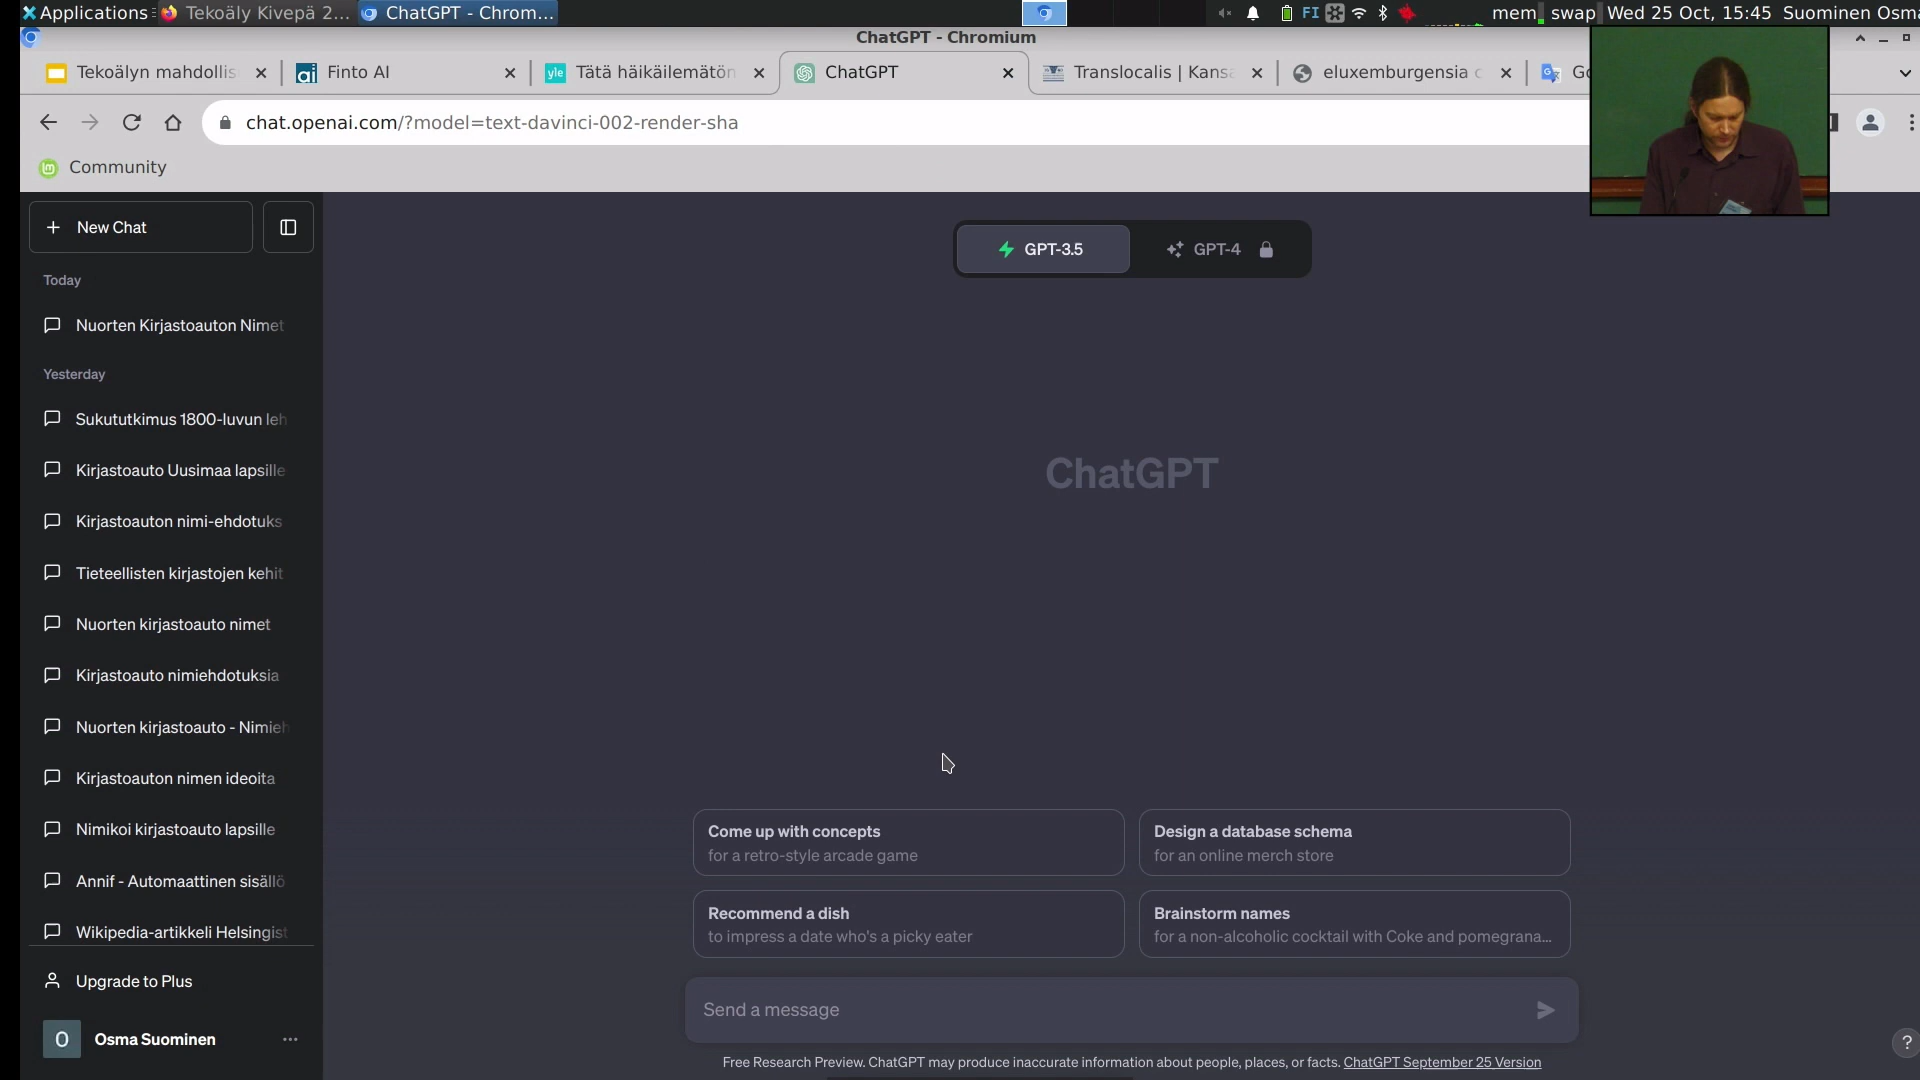 Applications
Tekoäly Kivepä 2...
ChatGPT - Chrom...
FI
mem
swap
Wed 25 Oct, 15:45
Suominen Osma
ChatGPT - Chromium
Tekoälyn mahdollis
ai
Finto AI
yle
Tätä häikäilemätön
ChatGPT
Translocalis | Kansa
eluxemburgensia
chat.openai.com/?model=text-davinci-002-render-sha
Community
New Chat
GPT-3.5
GPT-4
Today
Nuorten Kirjastoauton Nimet
Yesterday
Sukututkimus 1800-luvun leh
ChatGPT
Kirjastoauto Uusimaa lapsille
Kirjastoauton nimi-ehdotuks
Tieteellisten kirjastojen kehit
Nuorten kirjastoauto nimet
Kirjastoauto nimiehdotuksia
Nuorten kirjastoauto - Nimieh
Kirjastoauton nimen ideoita
Nimikoi kirjastoauto lapsille
Annif - Automaattinen sisällö
Wikipedia-artikkeli Helsingist
Come up with concepts
for a retro-style arcade game
Design a database schema
for an online merch store
Recommend a dish
to impress a date who's a picky eater
Brainstorm names
for a non-alcoholic cocktail with Coke and pomegrana...
Upgrade to Plus
Send a message
O
Osma Suominen
?
Free Research Preview. ChatGPT may produce inaccurate information about people, places, or facts. ChatGPT September 25 Version